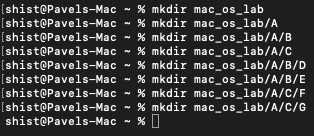 [shist@Pavels-Mac ~ % mkdir mac_os_lab
[shist@Pavels-Mac ~ % mkdir mac_os_lab/A
[shist@Pavels-Mac ~ % mkdir mac_os_lab/A/B
[shist@Pavels-Mac ~ % mkdir mac_os_lab/A/C
[shist@Pavels-Mac ~ % mkdir mac_os_lab/A/B/D
[shist@Pavels-Mac ~ % mkdir mac_os_lab/A/B/E
[shist@Pavels-Mac ~ % mkdir mac_os_lab/A/C/F
[shist@Pavels-Mac ~ % mkdir mac_os_lab/A/C/G
shist@Pavels-Mac ~ %